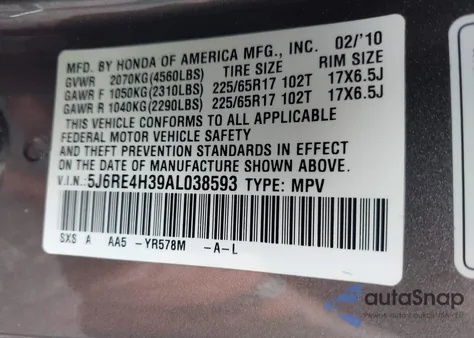 MFD. BY HONDA OF AMERICA MFG., INC. 02/'10
GVWR 2070KG(4560LBS) TIRE SIZE RIM SIZE
GAWR F 1050KG(2310LBS) 225/65R17 102T 17X6.5J
GAWR R 1040KG(2290LBS) 225/65R17 102T 17X6.5J
THIS VEHICLE CONFORMS TO ALL APPLICABLE
FEDERAL MOTOR VEHICLE SAFETY
AND THEFT PREVENTION STANDARDS IN EFFECT
ON THE DATE OF MANUFACTURE SHOWN ABOVE.
V.I.N.:5J6RE4H39AL038593 TYPE: MPV
SXS A AA5 -YR578M -A-L
autoSnap